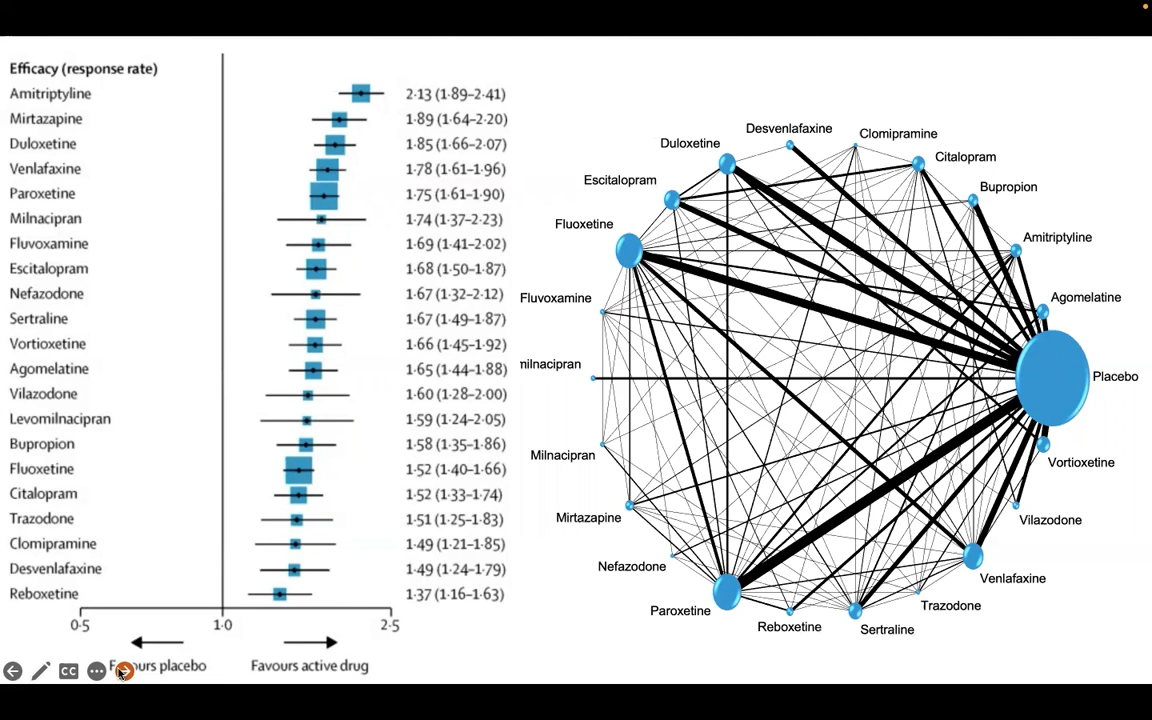 Efficacy (response rate)
Amitriptyline 2·13 (1·89–2·41)
Mirtazapine 1·89 (1·64–2·20)
Duloxetine 1·85 (1·66–2·07)
Venlafaxine 1·78 (1·61–1·96)
Paroxetine 1·75 (1·61–1·90)
Milnacipran 1·74 (1·37–2·23)
Fluvoxamine 1·69 (1·41–2·02)
Escitalopram 1·68 (1·50–1·87)
Nefazodone 1·67 (1·32–2·12)
Sertraline 1·67 (1·49–1·87)
Vortioxetine 1·66 (1·45–1·92)
Agomelatine 1·65 (1·44–1·88)
Vilazodone 1·60 (1·28–2·00)
Levomilnacipran 1·59 (1·24–2·05)
Bupropion 1·58 (1·35–1·86)
Fluoxetine 1·52 (1·40–1·66)
Citalopram 1·52 (1·33–1·74)
Trazodone 1·51 (1·25–1·83)
Clomipramine 1·49 (1·21–1·85)
Desvenlafaxine 1·49 (1·24–1·79)
Reboxetine 1·37 (1·16–1·63)
0·5 1·0 2·5
Favours placebo Favours active drug
CC
Desvenlafaxine
Clomipramine
Duloxetine
Citalopram
Escitalopram
Bupropion
Fluoxetine
Amitriptyline
Fluvoxamine
Agomelatine
milnacipran
Placebo
Milnacipran
Vortioxetine
Mirtazapine
Vilazodone
Nefazodone
Venlafaxine
Paroxetine
Trazodone
Reboxetine
Sertraline